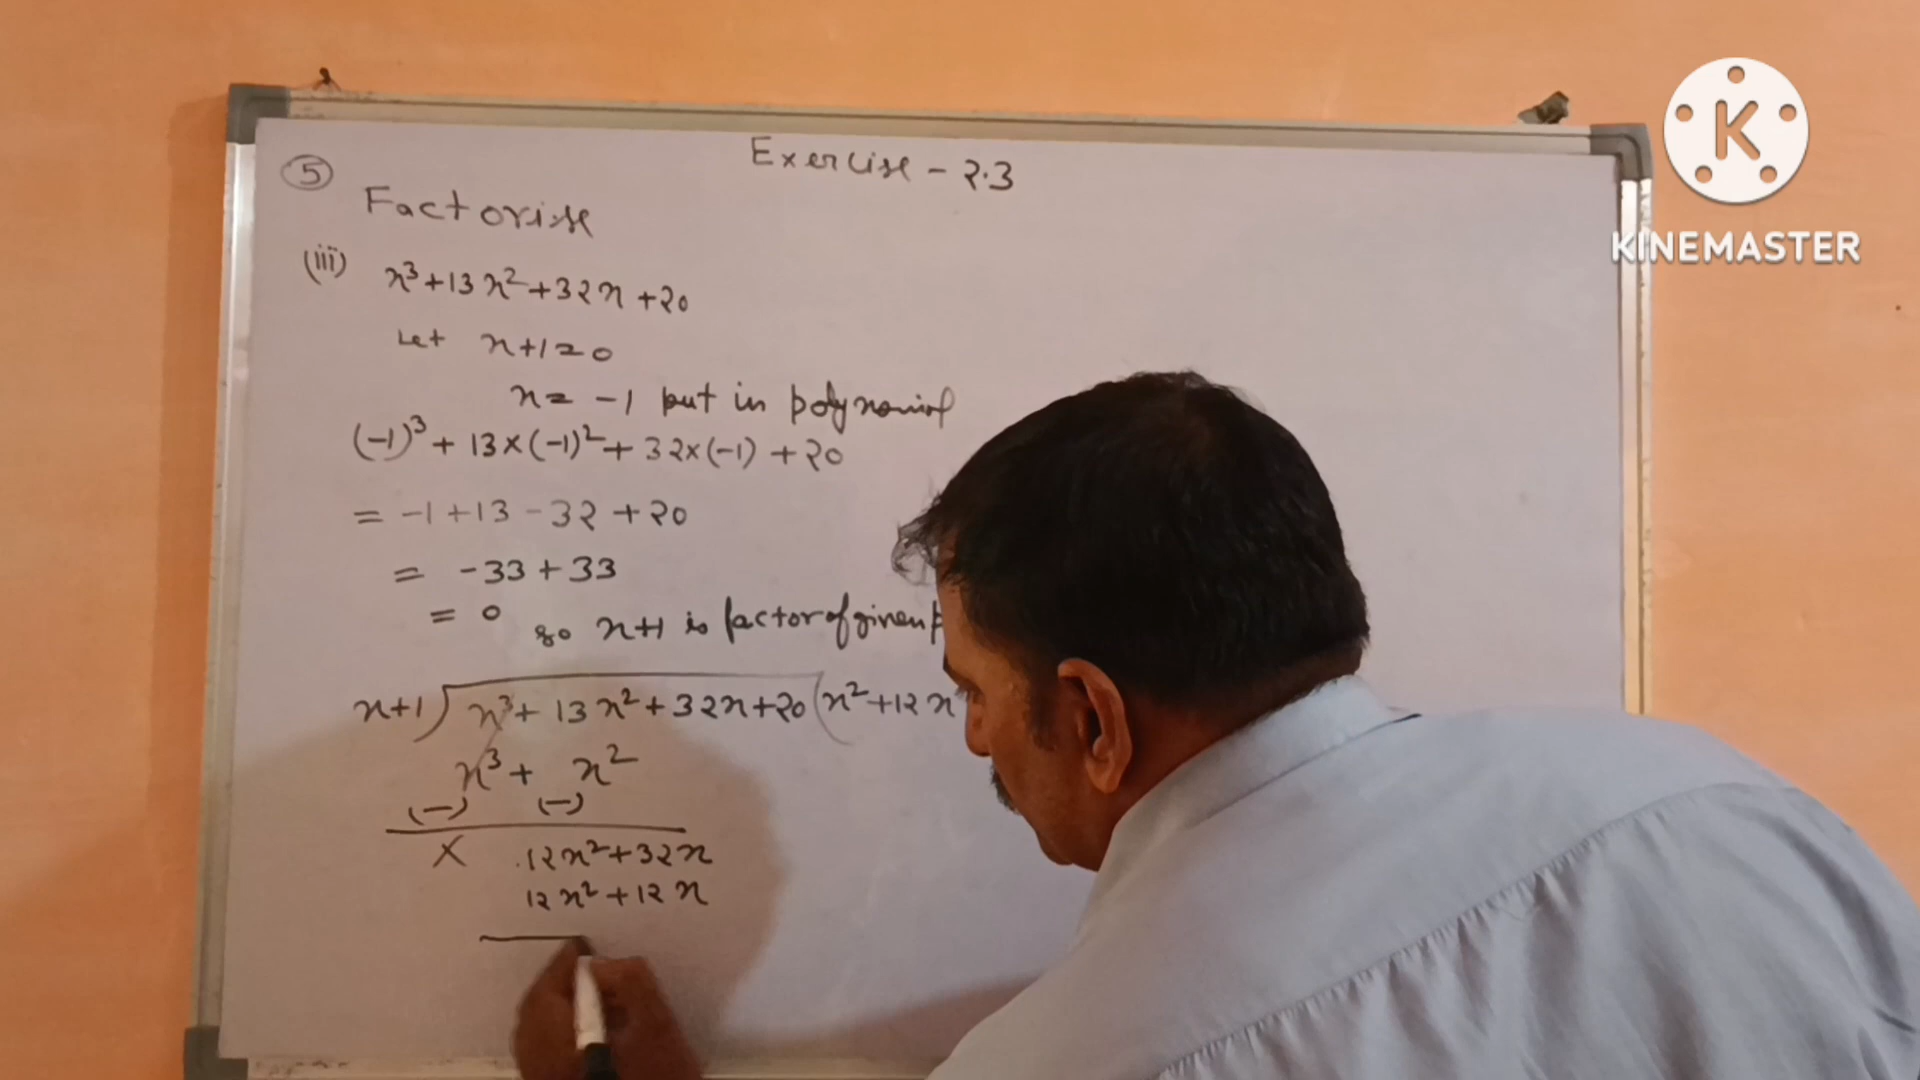 Exercise - 2.3
5
Factorise
(iii) x³+13x²+32x+20
Let x+1=0
x= -1 put in polynomial
(-1)³ + 13×(-1)²+ 32×(-1) +20
= -1+13-32+20
= -33+33
= 0 so x+1 is factor of given p
x+1) x³+ 13x²+32x+20 (x²+12x
x³+ x²
(-) (-)
X 12x²+32x
12x²+12x
K
KINEMASTER